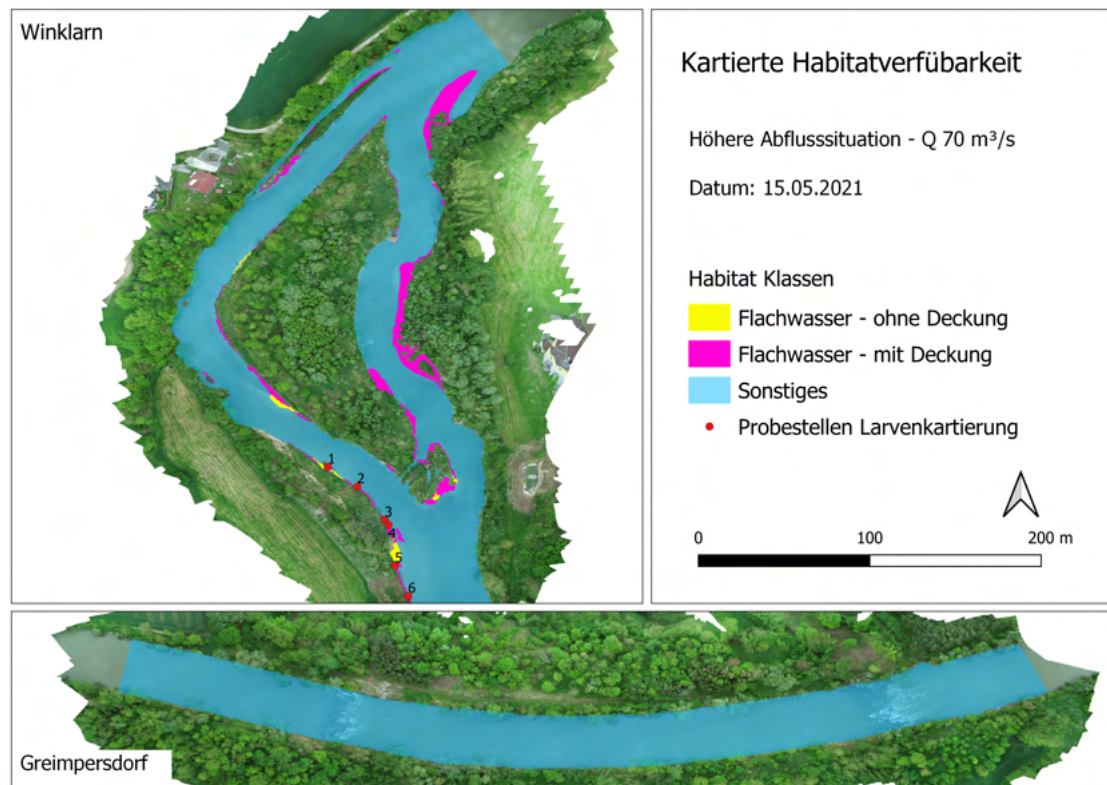 Winklarn
1
2
3
4
5
6
Kartierte Habitatverfübarkeit
Höhere Abflusssituation - Q 70 m³/s
Datum: 15.05.2021
Habitat Klassen
Flachwasser - ohne Deckung
Flachwasser - mit Deckung
Sonstiges
Probestellen Larvenkartierung
0 100 200 m
Greimpersdorf